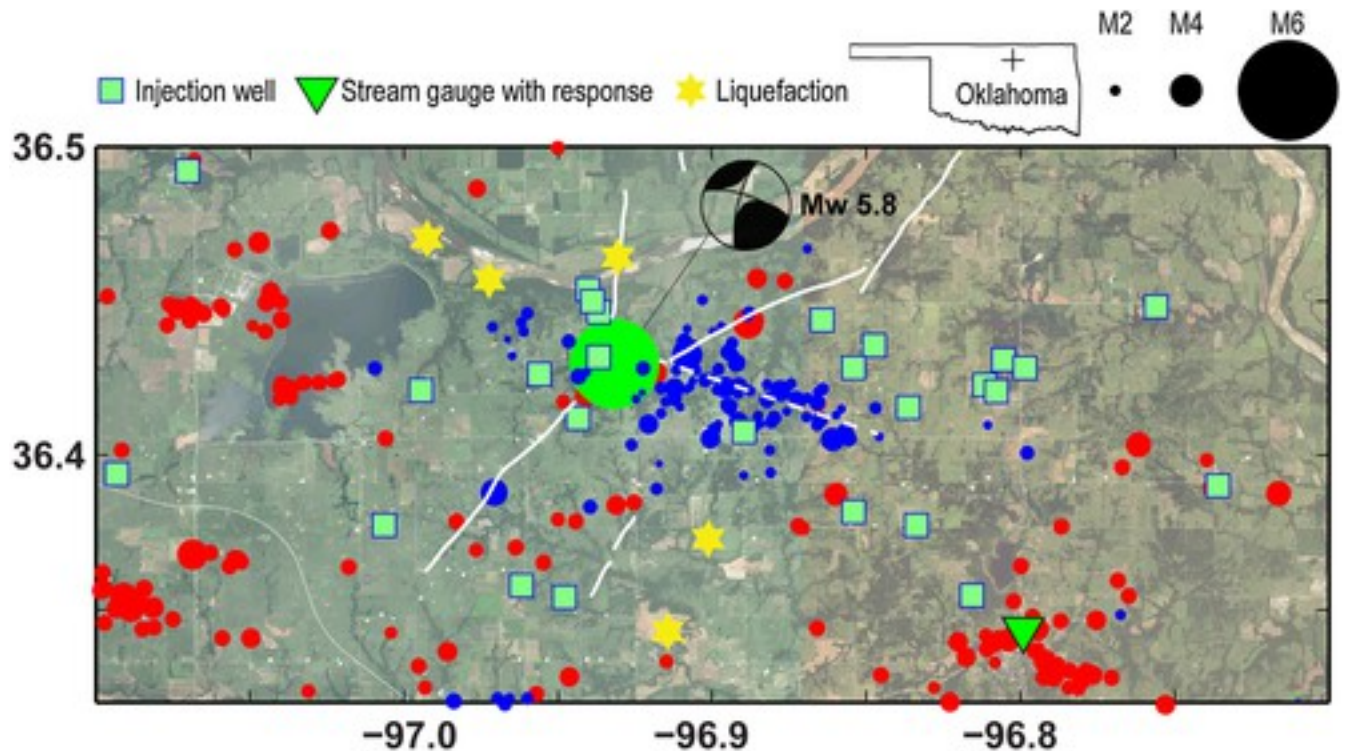 M2 M4 M6
Injection well Stream gauge with response Liquefaction Oklahoma
36.5
Mw 5.8
36.4
−97.0 −96.9 −96.8